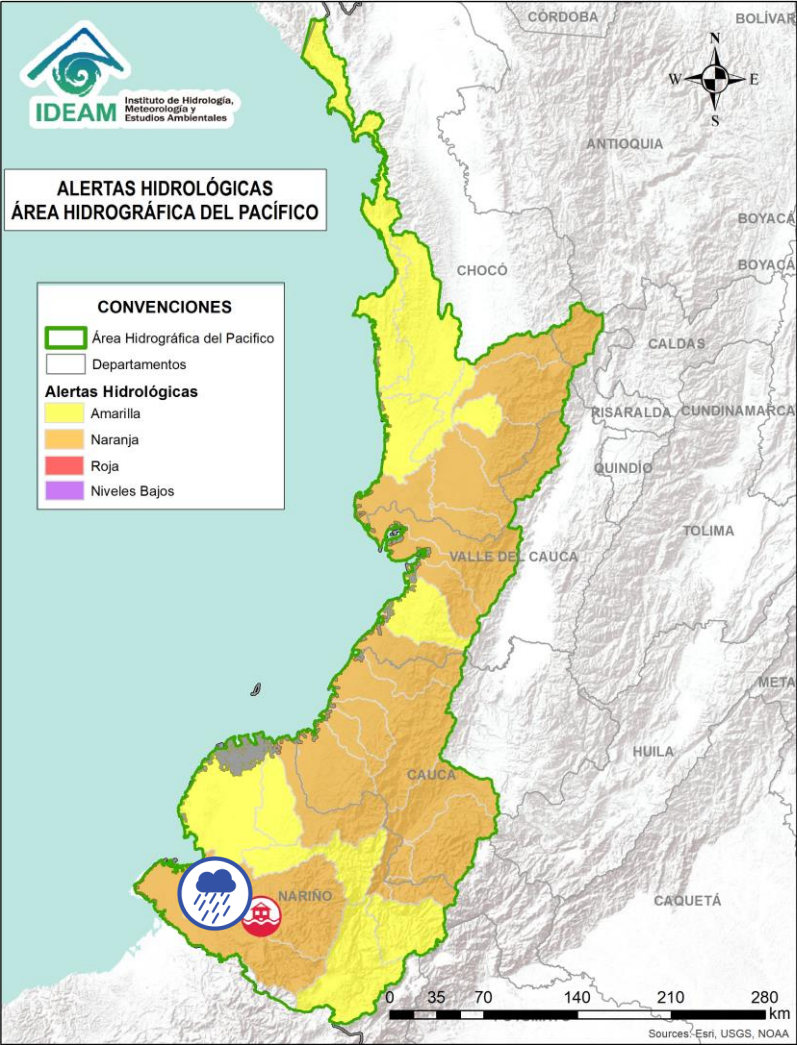 CÓRDOBA
BOLÍVAR
N
W E
S
IDEAM
Instituto de Hidrología,
Meteorología y
Estudios Ambientales
ANTIOQUIA
ALERTAS HIDROLÓGICAS
ÁREA HIDROGRÁFICA DEL PACÍFICO
BOYACÁ
BOYACÁ
CHOCÓ
CONVENCIONES
Área Hidrográfica del Pacifico
Departamentos
Alertas Hidrológicas
Amarilla
Naranja
Roja
Niveles Bajos
CALDAS
RISARALDA
CUNDINAMARCA
QUINDÍO
TOLIMA
VALLE DEL CAUCA
META
HUILA
CAUCA
NARIÑO
CAQUETÁ
0 35 70 140 210 280
km
Sources: Esri, USGS, NOAA